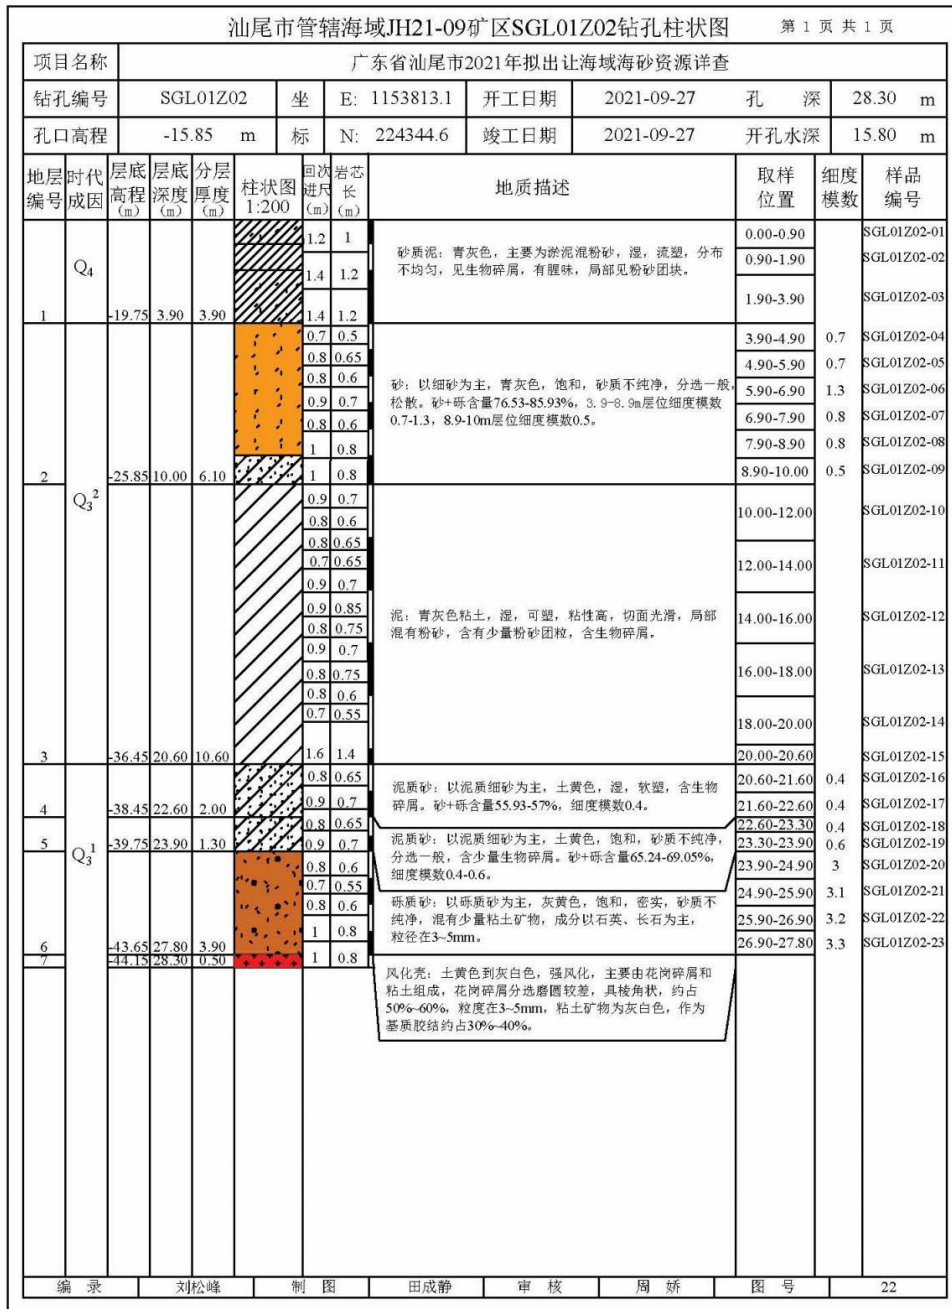 汕尾市管辖海域JH21-09矿区SGL01Z02钻孔柱状图 第 1 页 共 1 页
项目名称 广东省汕尾市2021年拟出让海域海砂资源详查
钻孔编号 SGL01Z02 坐 E: 1153813.1 开工日期 2021-09-27 孔 深 28.30 m
孔口高程 -15.85 m 标 N: 224344.6 竣工日期 2021-09-27 开孔水深 15.80 m
地层编号 时代成因 层底高程(m) 层底深度(m) 分层厚度(m) 柱状图1:200 回次进尺(m) 岩芯长(m) 地质描述 取样位置 细度模数 样品编号
1 Q4 -19.75 3.90 3.90
1.2 1
1.4 1.2
1.4 1.2
砂质泥：青灰色，主要为淤泥混粉砂，湿，流塑，分布
不均匀，见生物碎屑，有腥味，局部见粉砂团块。
0.00-0.90 SGL01Z02-01
0.90-1.90 SGL01Z02-02
1.90-3.90 SGL01Z02-03
2 Q3² -25.85 10.00 6.10
0.7 0.5
0.8 0.65
0.8 0.6
0.9 0.7
0.8 0.6
1 0.8
1 0.8
砂：以细砂为主，青灰色，饱和，砂质不纯净，分选一般，
松散。砂+砾含量76.53-85.93%，3.9-8.9m层位细度模数
0.7-1.3，8.9-10m层位细度模数0.5。
3.90-4.90 0.7 SGL01Z02-04
4.90-5.90 0.7 SGL01Z02-05
5.90-6.90 1.3 SGL01Z02-06
6.90-7.90 0.8 SGL01Z02-07
7.90-8.90 0.8 SGL01Z02-08
8.90-10.00 0.5 SGL01Z02-09
3 -36.45 20.60 10.60
0.9 0.7
0.8 0.6
0.8 0.65
0.7 0.65
0.9 0.7
0.9 0.85
0.8 0.75
0.9 0.7
0.8 0.75
0.8 0.6
0.7 0.55
1.6 1.4
泥：青灰色粘土，湿，可塑，粘性高，切面光滑，局部
混有粉砂，含有少量粉砂团粒，含生物碎屑。
10.00-12.00 SGL01Z02-10
12.00-14.00 SGL01Z02-11
14.00-16.00 SGL01Z02-12
16.00-18.00 SGL01Z02-13
18.00-20.00 SGL01Z02-14
20.00-20.60 SGL01Z02-15
4 -38.45 22.60 2.00
0.8 0.65
0.9 0.7
泥质砂：以泥质细砂为主，土黄色，湿，软塑，含生物
碎屑。砂+砾含量55.93-57%，细度模数0.4。
20.60-21.60 0.4 SGL01Z02-16
21.60-22.60 0.4 SGL01Z02-17
5 Q3¹ -39.75 23.90 1.30
0.8 0.65
0.9 0.7
泥质砂：以泥质细砂为主，土黄色，饱和，砂质不纯净，
分选一般，含少量生物碎屑。砂+砾含量65.24-69.05%，
细度模数0.4-0.6。
22.60-23.30 0.4 SGL01Z02-18
23.30-23.90 0.6 SGL01Z02-19
6 -43.65 27.80 3.90
0.8 0.6
0.7 0.55
0.8 0.6
1 0.8
砾质砂：以砾质砂为主，灰黄色，饱和，密实，砂质不
纯净，混有少量粘土矿物，成分以石英、长石为主，
粒径在3~5mm。
23.90-24.90 3 SGL01Z02-20
24.90-25.90 3.1 SGL01Z02-21
25.90-26.90 3.2 SGL01Z02-22
26.90-27.80 3.3 SGL01Z02-23
7 -44.15 28.30 0.50
1 0.8
风化壳：土黄色到灰白色，强风化，主要由花岗碎屑和
粘土组成，花岗碎屑分选磨圆较差，具棱角状，约占
50%~60%，粒度在3~5mm，粘土矿物为灰白色，作为
基质胶结约占30%~40%。
编 录 刘松峰 制 图 田成静 审 核 周 娇 图 号 22